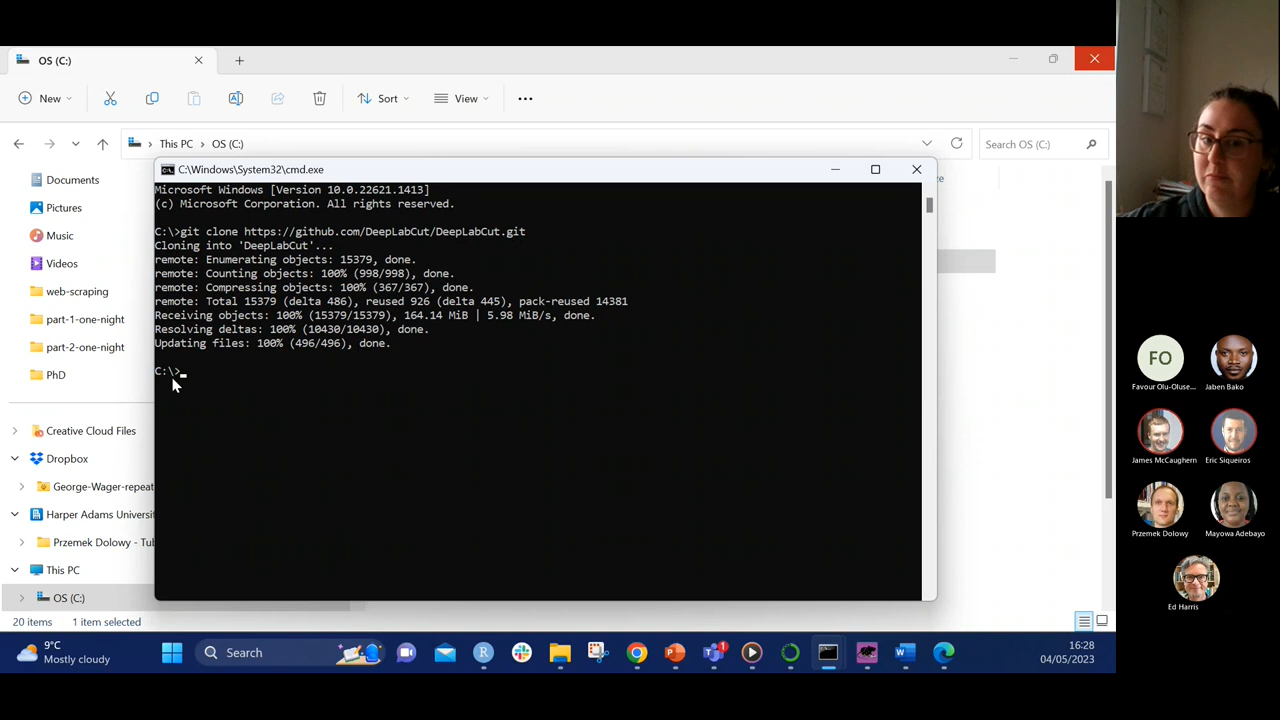 OS (C:)
New
Sort
View
This PC
OS (C:)
Search OS (C:)
Documents
Pictures
Music
Videos
web-scraping
part-1-one-night
part-2-one-night
PhD
Creative Cloud Files
Dropbox
George-Wager-repeat
Harper Adams Universi
Przemek Dolowy - Tub
This PC
OS (C:)
20 items
1 item selected
C:\Windows\System32\cmd.exe
Microsoft Windows [Version 10.0.22621.1413]
(c) Microsoft Corporation. All rights reserved.
C:\>git clone https://github.com/DeepLabCut/DeepLabCut.git
Cloning into 'DeepLabCut'...
remote: Enumerating objects: 15379, done.
remote: Counting objects: 100% (998/998), done.
remote: Compressing objects: 100% (367/367), done.
remote: Total 15379 (delta 486), reused 926 (delta 445), pack-reused 14381
Receiving objects: 100% (15379/15379), 164.14 MiB | 5.98 MiB/s, done.
Resolving deltas: 100% (10430/10430), done.
Updating files: 100% (496/496), done.
C:\>
9°C
Mostly cloudy
Search
1
16:28
04/05/2023
FO
Favour Olu-Oluse...
Jaben Bako
James McCaughern
Eric Siqueiros
Przemek Dolowy
Mayowa Adebayo
Ed Harris